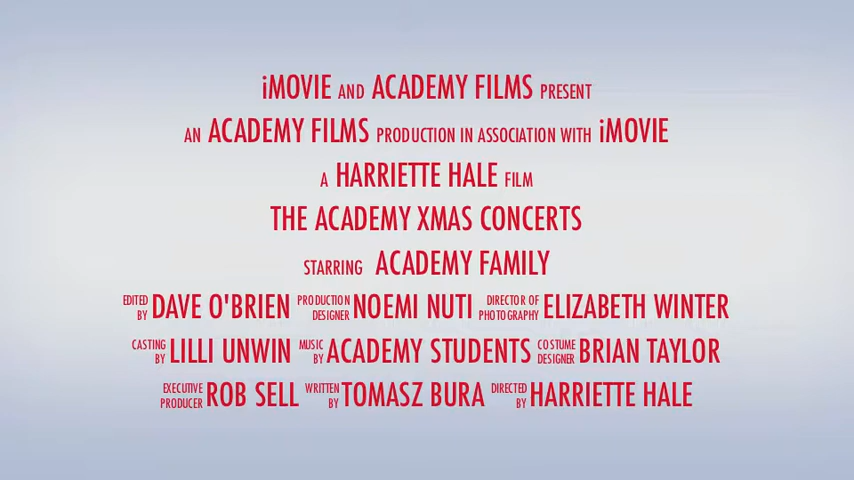 iMOVIE AND ACADEMY FILMS PRESENT
AN ACADEMY FILMS PRODUCTION IN ASSOCIATION WITH iMOVIE
A HARRIETTE HALE FILM
THE ACADEMY XMAS CONCERTS
STARRING ACADEMY FAMILY
EDITED BY DAVE O'BRIEN PRODUCTION DESIGNER NOEMI NUTI DIRECTOR OF PHOTOGRAPHY ELIZABETH WINTER
CASTING BY LILLI UNWIN MUSIC BY ACADEMY STUDENTS COSTUME DESIGNER BRIAN TAYLOR
EXECUTIVE PRODUCER ROB SELL WRITTEN BY TOMASZ BURA DIRECTED BY HARRIETTE HALE